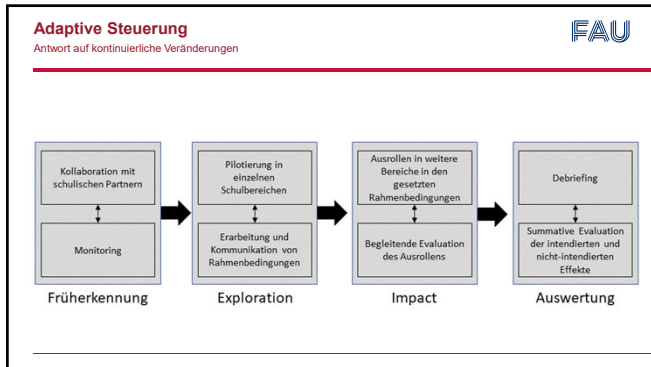 Adaptive Steuerung
Antwort auf kontinuierliche Veränderungen
FAU
Kollaboration mit
schulischen Partnern
Monitoring
Früherkennung
Pilotierung in
einzelnen
Schulbereichen
Erarbeitung und
Kommunikation von
Rahmenbedingungen
Exploration
Ausrollen in weitere
Bereiche in den
gesetzten
Rahmenbedingungen
Begleitende Evaluation
des Ausrollens
Impact
Debriefing
Summative Evaluation
der intendierten und
nicht-intendierten
Effekte
Auswertung